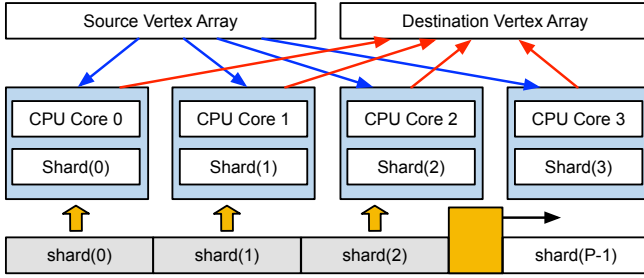 Source Vertex Array
Destination Vertex Array
CPU Core 0
CPU Core 1
CPU Core 2
CPU Core 3
Shard(0)
Shard(1)
Shard(2)
Shard(3)
shard(0)
shard(1)
shard(2)
shard(P-1)